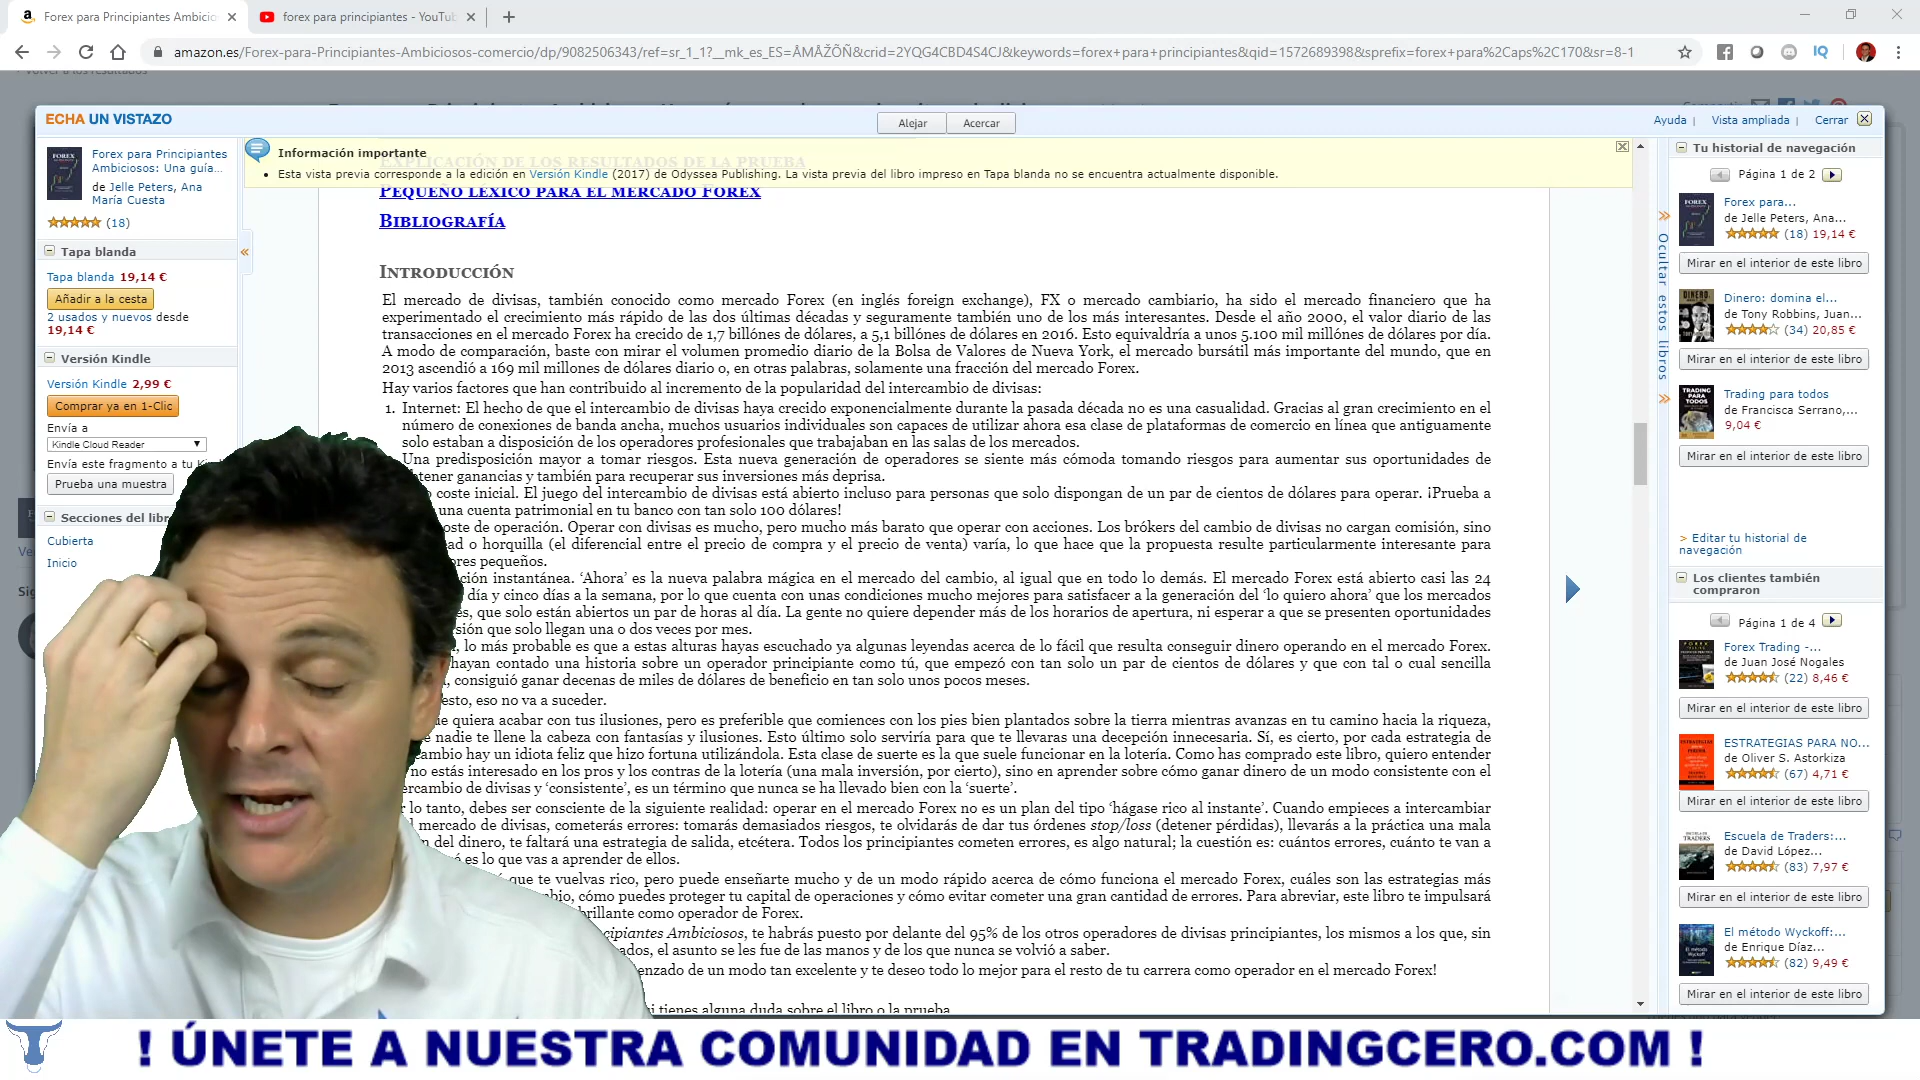 Forex para Principiantes Ambicio
forex para principiantes - YouTub
amazon.es/Forex-para-Principiantes-Ambiciosos-comercio/dp/9082506343/ref=sr_1_1?__mk_es_ES=ÅMÅŽÕÑ&crid=2YQG4CBD4S4CJ&keywords=forex+para+principiantes&qid=1572689398&sprefix=forex+para%2Caps%2C170&sr=8-1
ECHA UN VISTAZO
Alejar
Acercar
Ayuda |
Vista ampliada |
Cerrar
Forex para Principiantes
Ambiciosos: Una guía...
de Jelle Peters, Ana
María Cuesta
(18)
Tapa blanda
Tapa blanda 19,14 €
Añadir a la cesta
2 usados y nuevos desde
19,14 €
Versión Kindle
Versión Kindle 2,99 €
Comprar ya en 1-Clic
Envía a
Kindle Cloud Reader
Envía este fragmento a tu
Prueba una muestra
Secciones del libr
Cubierta
Inicio
Información importante
EXPLICACIÓN DE LOS RESULTADOS DE LA PRUEBA
Esta vista previa corresponde a la edición en Versión Kindle (2017) de Odyssea Publishing. La vista previa del libro impreso en Tapa blanda no se encuentra actualmente disponible.
PEQUEÑO LÉXICO PARA EL MERCADO FOREX
BIBLIOGRAFÍA
INTRODUCCIÓN
El mercado de divisas, también conocido como mercado Forex (en inglés foreign exchange), FX o mercado cambiario, ha sido el mercado financiero que ha
experimentado el crecimiento más rápido de las dos últimas décadas y seguramente también uno de los más interesantes. Desde el año 2000, el valor diario de las
transacciones en el mercado Forex ha crecido de 1,7 billónes de dólares, a 5,1 billónes de dólares en 2016. Esto equivaldría a unos 5.100 mil millónes de dólares por día.
A modo de comparación, baste con mirar el volumen promedio diario de la Bolsa de Valores de Nueva York, el mercado bursátil más importante del mundo, que en
2013 ascendió a 169 mil millones de dólares diario o, en otras palabras, solamente una fracción del mercado Forex.
Hay varios factores que han contribuido al incremento de la popularidad del intercambio de divisas:
1. Internet: El hecho de que el intercambio de divisas haya crecido exponencialmente durante la pasada década no es una casualidad. Gracias al gran crecimiento en el
número de conexiones de banda ancha, muchos usuarios individuales son capaces de utilizar ahora esa clase de plataformas de comercio en línea que antiguamente
solo estaban a disposición de los operadores profesionales que trabajaban en las salas de los mercados.
Una predisposición mayor a tomar riesgos. Esta nueva generación de operadores se siente más cómoda tomando riesgos para aumentar sus oportunidades de
tener ganancias y también para recuperar sus inversiones más deprisa.
coste inicial. El juego del intercambio de divisas está abierto incluso para personas que solo dispongan de un par de cientos de dólares para operar. ¡Prueba a
una cuenta patrimonial en tu banco con tan solo 100 dólares!
oste de operación. Operar con divisas es mucho, pero mucho más barato que operar con acciones. Los brókers del cambio de divisas no cargan comisión, sino
ad o horquilla (el diferencial entre el precio de compra y el precio de venta) varía, lo que hace que la propuesta resulte particularmente interesante para
ores pequeños.
ción instantánea. ‘Ahora’ es la nueva palabra mágica en el mercado del cambio, al igual que en todo lo demás. El mercado Forex está abierto casi las 24
día y cinco días a la semana, por lo que cuenta con unas condiciones mucho mejores para satisfacer a la generación del ‘lo quiero ahora’ que los mercados
es, que solo están abiertos un par de horas al día. La gente no quiere depender más de los horarios de apertura, ni esperar a que se presenten oportunidades
rsión que solo llegan una o dos veces por mes.
, lo más probable es que a estas alturas hayas escuchado ya algunas leyendas acerca de lo fácil que resulta conseguir dinero operando en el mercado Forex.
hayan contado una historia sobre un operador principiante como tú, que empezó con tan solo un par de cientos de dólares y que con tal o cual sencilla
, consiguió ganar decenas de miles de dólares de beneficio en tan solo unos pocos meses.
esto, eso no va a suceder.
e quiera acabar con tus ilusiones, pero es preferible que comiences con los pies bien plantados sobre la tierra mientras avanzas en tu camino hacia la riqueza,
e nadie te llene la cabeza con fantasías y ilusiones. Esto último solo serviría para que te llevaras una decepción innecesaria. Sí, es cierto, por cada estrategia de
cambio hay un idiota feliz que hizo fortuna utilizándola. Esta clase de suerte es la que suele funcionar en la lotería. Como has comprado este libro, quiero entender
no estás interesado en los pros y los contras de la lotería (una mala inversión, por cierto), sino en aprender sobre cómo ganar dinero de un modo consistente con el
ercambio de divisas y ‘consistente’, es un término que nunca se ha llevado bien con la ‘suerte’.
r lo tanto, debes ser consciente de la siguiente realidad: operar en el mercado Forex no es un plan del tipo ‘hágase rico al instante’. Cuando empieces a intercambiar
l mercado de divisas, cometerás errores: tomarás demasiados riesgos, te olvidarás de dar tus órdenes stop/loss (detener pérdidas), llevarás a la práctica una mala
n del dinero, te faltará una estrategia de salida, etcétera. Todos los principiantes cometen errores, es algo natural; la cuestión es: cuántos errores, cuánto te van a
é es lo que vas a aprender de ellos.
que te vuelvas rico, pero puede enseñarte mucho y de un modo rápido acerca de cómo funciona el mercado Forex, cuáles son las estrategias más
bio, cómo puedes proteger tu capital de operaciones y cómo evitar cometer una gran cantidad de errores. Para abreviar, este libro te impulsará
brillante como operador de Forex.
cipiantes Ambiciosos, te habrás puesto por delante del 95% de los otros operadores de divisas principiantes, los mismos a los que, sin
ados, el asunto se les fue de las manos y de los que nunca se volvió a saber.
enzado de un modo tan excelente y te deseo todo lo mejor para el resto de tu carrera como operador en el mercado Forex!
si tienes alguna duda sobre el libro o la prueba
Ocultar estos libros
Tu historial de navegación
Página 1 de 2
Forex para...
de Jelle Peters, Ana...
(18) 19,14 €
Mirar en el interior de este libro
Dinero: domina el...
de Tony Robbins, Juan...
(34) 20,85 €
Mirar en el interior de este libro
Trading para todos
de Francisca Serrano,...
9,04 €
Mirar en el interior de este libro
> Editar tu historial de
navegación
Los clientes también
compraron
Página 1 de 4
Forex Trading -...
de Juan José Nogales
(22) 8,46 €
Mirar en el interior de este libro
ESTRATEGIAS PARA NO...
de Oliver S. Astorkiza
(67) 4,71 €
Mirar en el interior de este libro
Escuela de Traders:...
de David López...
(83) 7,97 €
Mirar en el interior de este libro
El método Wyckoff:...
de Enrique Díaz...
(82) 9,49 €
Mirar en el interior de este libro
! ÚNETE A NUESTRA COMUNIDAD EN TRADINGCERO.COM !